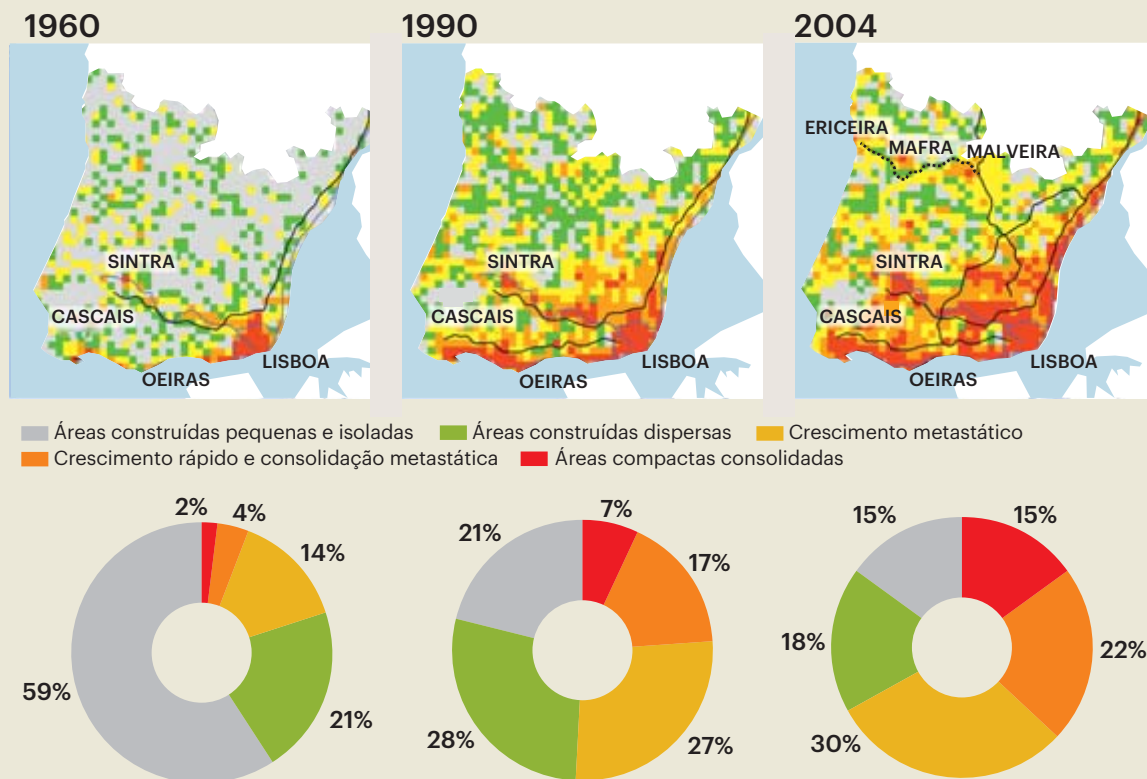 1960
1990
2004
SINTRA
CASCAIS
OEIRAS
LISBOA
SINTRA
CASCAIS
OEIRAS
LISBOA
ERICEIRA
MAFRA
MALVEIRA
SINTRA
CASCAIS
OEIRAS
LISBOA
Áreas construídas pequenas e isoladas
Áreas construídas dispersas
Crescimento metastático
Crescimento rápido e consolidação metastática
Áreas compactas consolidadas
2%
4%
14%
21%
59%
7%
17%
27%
28%
21%
15%
22%
30%
18%
15%